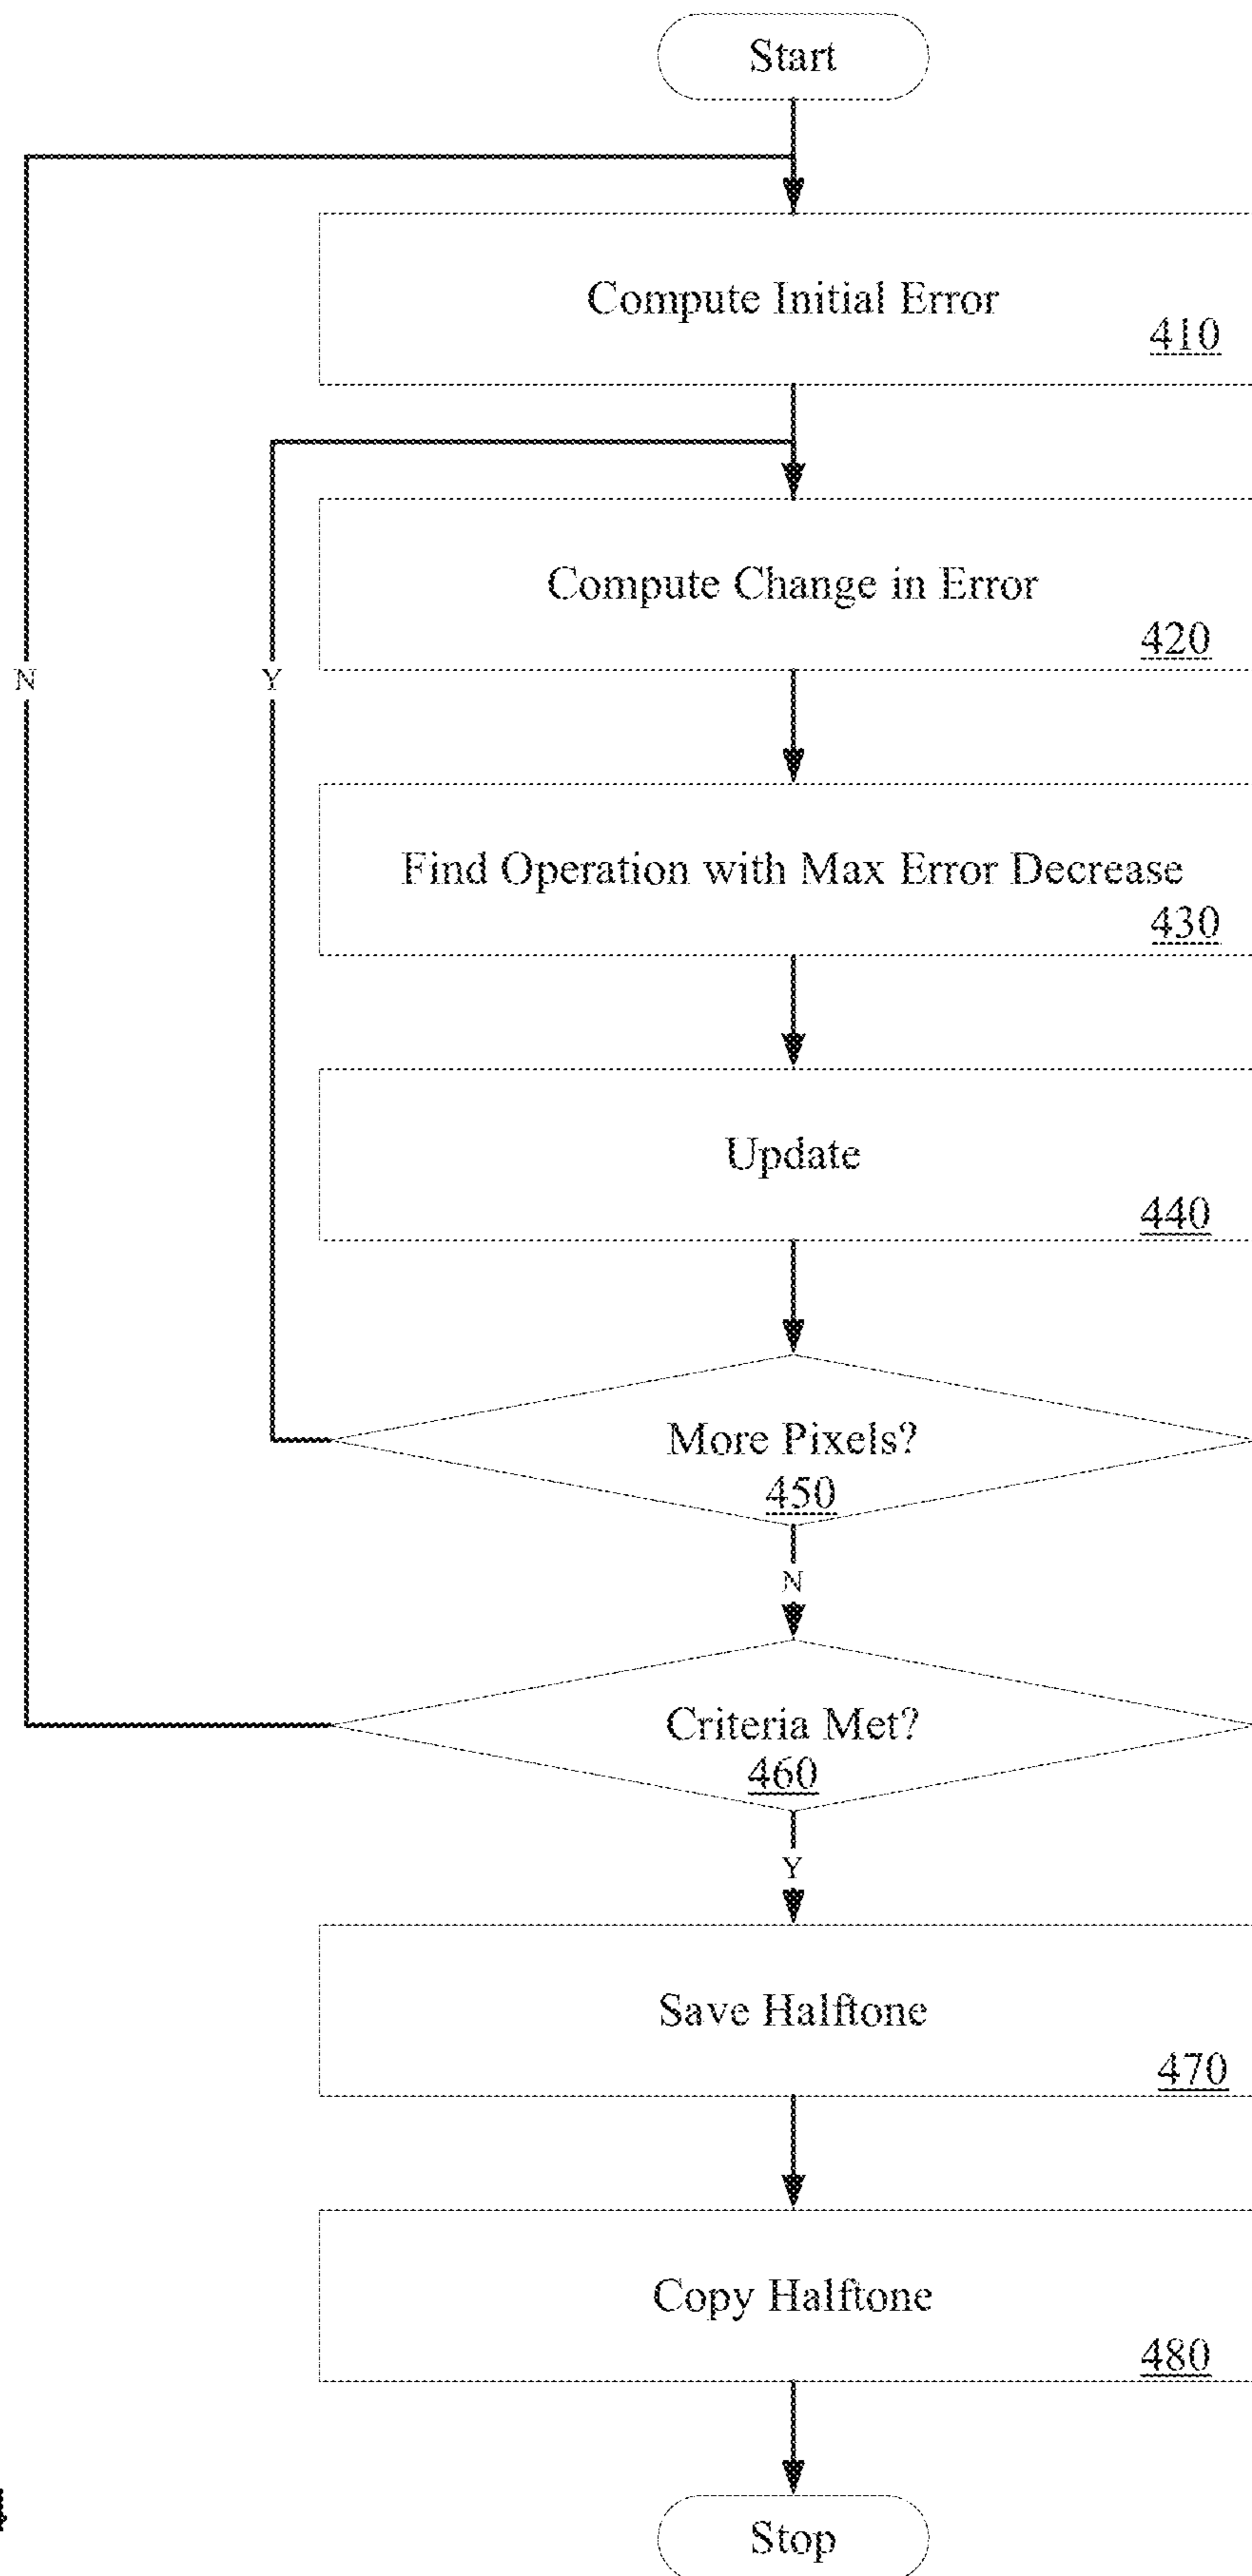 Start
Compute Initial Error
410
Compute Change in Error
420
N
Y
Find Operation with Max Error Decrease
430
Update
440
More Pixels?
450
N
Criteria Met?
460
Y
Save Halftone
470
Copy Halftone
480
Stop